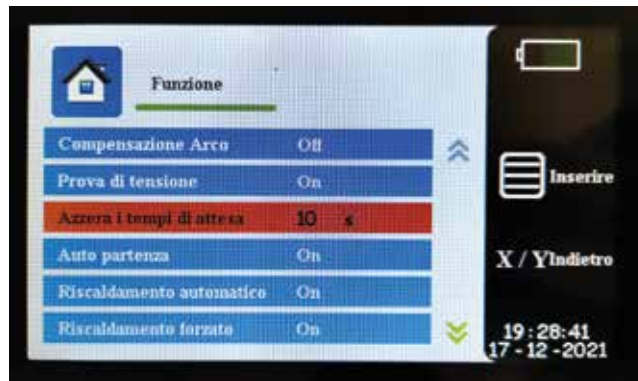 Funzione
Compensazione Arco Off
Prova di tensione On
Azzera i tempi di attesa 10 s
Auto partenza On
Riscaldamento automatico On
Riscaldamento forzato On
Inserire
X / Y Indietro
19:28:41
17-12-2021